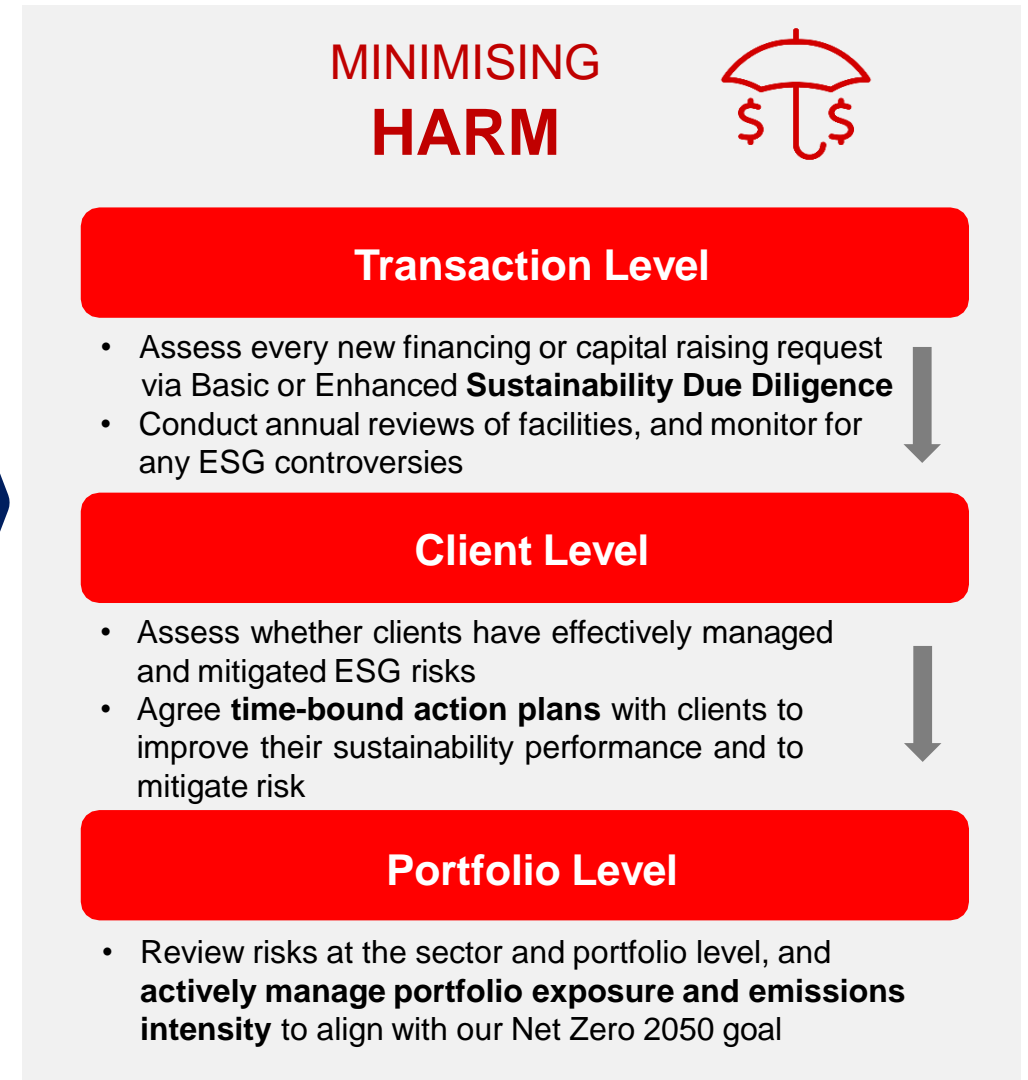 MINIMISING
HARM
$ $
Transaction Level
• Assess every new financing or capital raising request
via Basic or Enhanced Sustainability Due Diligence
• Conduct annual reviews of facilities, and monitor for
any ESG controversies
Client Level
• Assess whether clients have effectively managed
and mitigated ESG risks
• Agree time-bound action plans with clients to
improve their sustainability performance and to
mitigate risk
Portfolio Level
• Review risks at the sector and portfolio level, and
actively manage portfolio exposure and emissions
intensity to align with our Net Zero 2050 goal